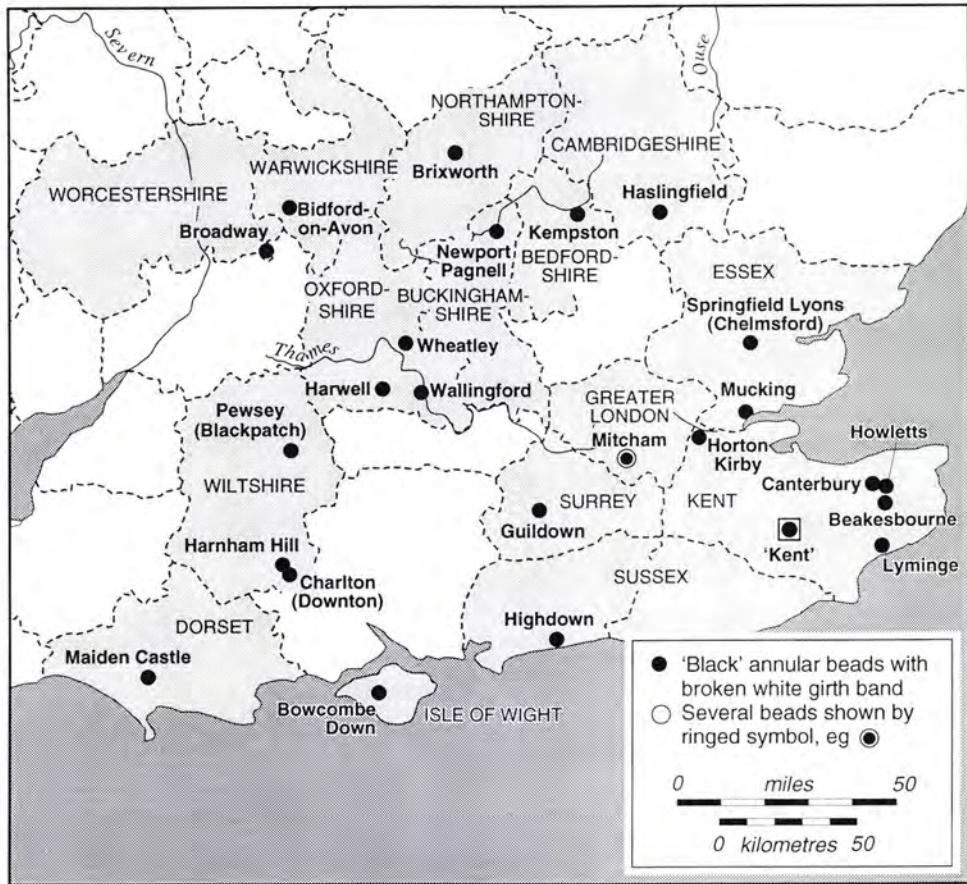 Severn
Ouse
NORTHAMPTON-
SHIRE
CAMBRIDGESHIRE
WARWICKSHIRE
Brixworth
WORCESTERSHIRE
Haslingfield
Bidford-
on-Avon
Broadway
Kempston
Newport
Pagnell
BEDFORD-
SHIRE
ESSEX
OXFORD-
SHIRE
BUCKINGHAM-
SHIRE
Springfield Lyons
(Chelmsford)
Thames
Wheatley
Harwell
Wallingford
GREATER
LONDON
Mucking
Pewsey
(Blackpatch)
Mitcham
Horton
Kirby
Howletts
WILTSHIRE
SURREY
KENT
Canterbury
Guildown
Beakesbourne
'Kent'
Lyminge
Harnham Hill
Charlton
(Downton)
SUSSEX
DORSET
Highdown
Maiden Castle
Bowcombe
Down
ISLE OF WIGHT
'Black' annular beads with
broken white girth band
Several beads shown by
ringed symbol, eg
0 miles 50
0 kilometres 50